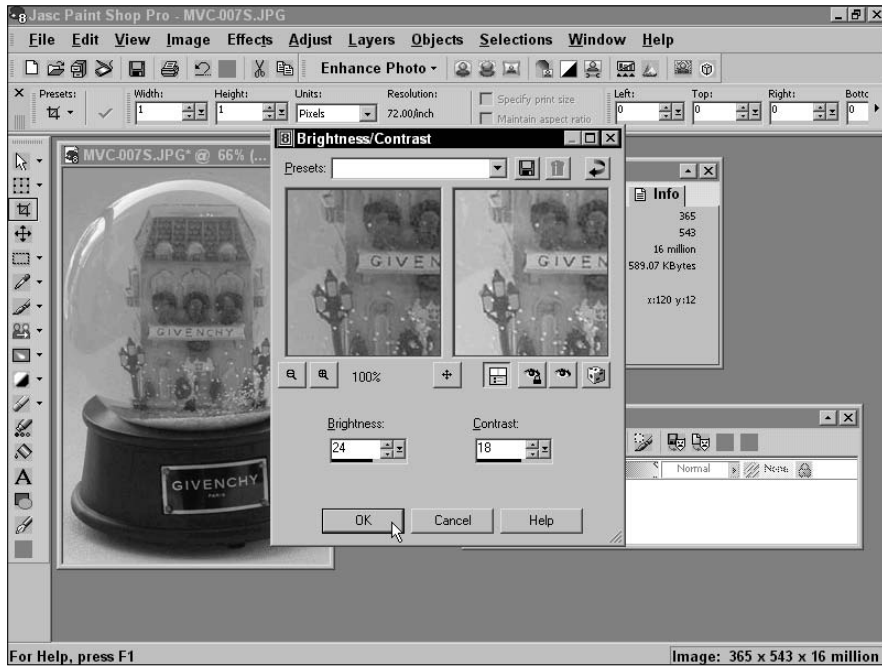 Jasc Paint Shop Pro - MVC-007S.JPG
File Edit View Image Effects Adjust Layers Objects Selections Window Help
Enhance Photo
Presets: Width: Height: Units: Resolution: Left: Top: Right: Botto
1 1 Pixels 72.00/inch Specify print size 0 0 0 0
Maintain aspect ratio
MVC-007S.JPG* @ 66% (...
Brightness/Contrast
Presets:
Info
365
543
16 million
589.07 KBytes
x:120 y:12
GIVEN
GIVEN
GIVENCHY
100%
Brightness: Contrast:
24 18
Normal None
GIVENCHY
PARIS
OK Cancel Help
For Help, press F1
Image: 365 x 543 x 16 million